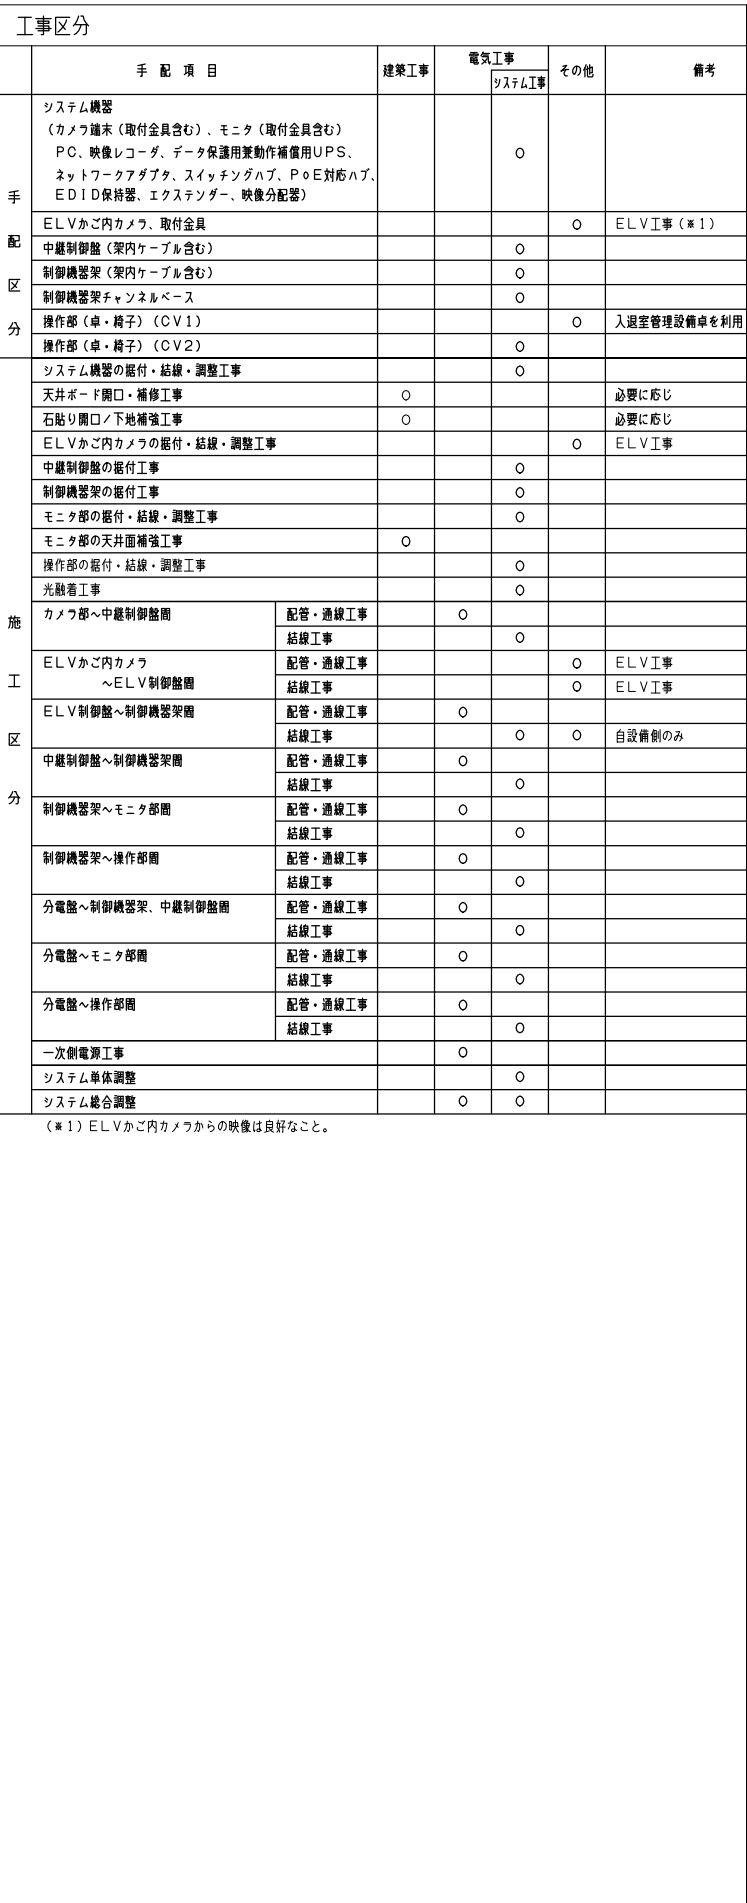 工事区分
手 配 項 目 建築工事 電気工事 その他 備考
システム工事
手配区分
システム機器
(カメラ端末(取付金具含む)、モニタ(取付金具含む)
PC、映像レコーダ、データ保護用兼動作補償用UPS、 ○
ネットワークアダプタ、スイッチングハブ、PoE対応ハブ、
EDID保持器、エクステンダー、映像分配器)
ELVかご内カメラ、取付金具 ○ ELV工事(※1)
中継制御盤(架内ケーブル含む) ○
制御機器架(架内ケーブル含む) ○
制御機器架チャンネルベース ○
操作部(卓・椅子)(CV1) ○ 入退室管理設備卓を利用
操作部(卓・椅子)(CV2) ○
施工区分
システム機器の据付・結線・調整工事 ○
天井ボード開口・補修工事 ○ 必要に応じ
石貼り開口/下地補強工事 ○ 必要に応じ
ELVかご内カメラの据付・結線・調整工事 ○ ELV工事
中継制御盤の据付工事 ○
制御機器架の据付工事 ○
モニタ部の据付・結線・調整工事 ○
モニタ部の天井面補強工事 ○
操作部の据付・結線・調整工事 ○
光融着工事 ○
カメラ部~中継制御盤間 配管・通線工事 ○
結線工事 ○
ELVかご内カメラ 配管・通線工事 ○ ELV工事
~ELV制御盤間 結線工事 ○ ELV工事
ELV制御盤~制御機器架間 配管・通線工事 ○
結線工事 ○ ○ 自設備側のみ
中継制御盤~制御機器架間 配管・通線工事 ○
結線工事 ○
制御機器架~モニタ部間 配管・通線工事 ○
結線工事 ○
制御機器架~操作部間 配管・通線工事 ○
結線工事 ○
分電盤~制御機器架、中継制御盤間 配管・通線工事 ○
結線工事 ○
分電盤~モニタ部間 配管・通線工事 ○
結線工事 ○
分電盤~操作部間 配管・通線工事 ○
結線工事 ○
一次側電源工事 ○
システム単体調整 ○
システム総合調整 ○ ○
(※1)ELVかご内カメラからの映像は良好なこと。